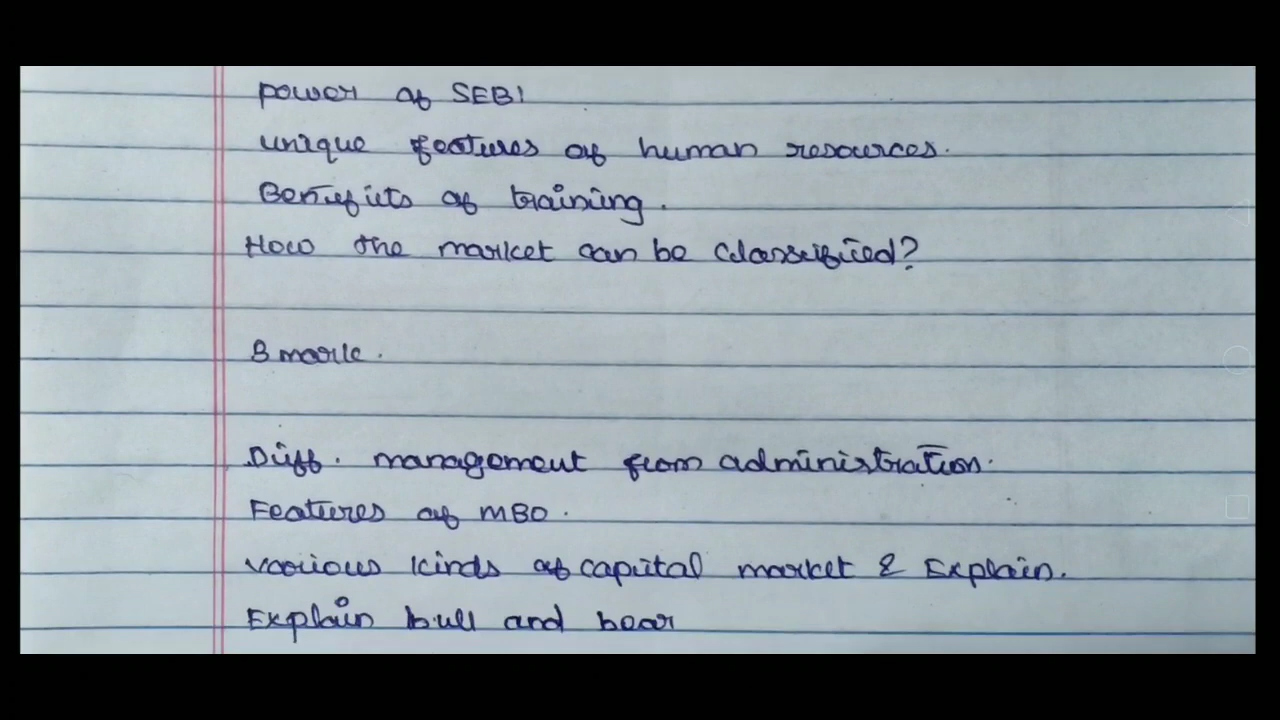 Power of SEBI
unique features of human resources.
Benefits of training.
How the market can be classified?
3 mark.
Diff. management from administration.
Features of MBO.
Various kinds of capital market & Explain.
Explain bull and bear